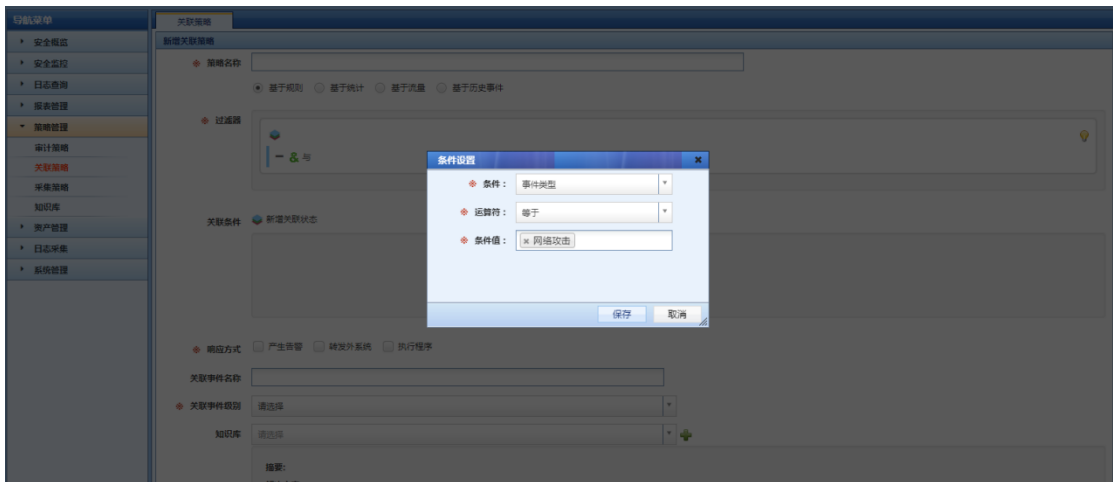 导航菜单
安全概览
安全监控
日志查询
报表管理
策略管理
审计策略
关联策略
采集策略
知识库
资产管理
日志采集
系统管理
关联策略
新增关联策略
策略名称
基于规则 基于统计 基于流量 基于历史事件
过滤器
& 与
关联条件 新增关联状态
响应方式 产生告警 转发外系统 执行程序
关联事件名称
关联事件级别 请选择
知识库 请选择
摘要:
条件设置
条件： 事件类型
运算符： 等于
条件值： 网络攻击
保存 取消